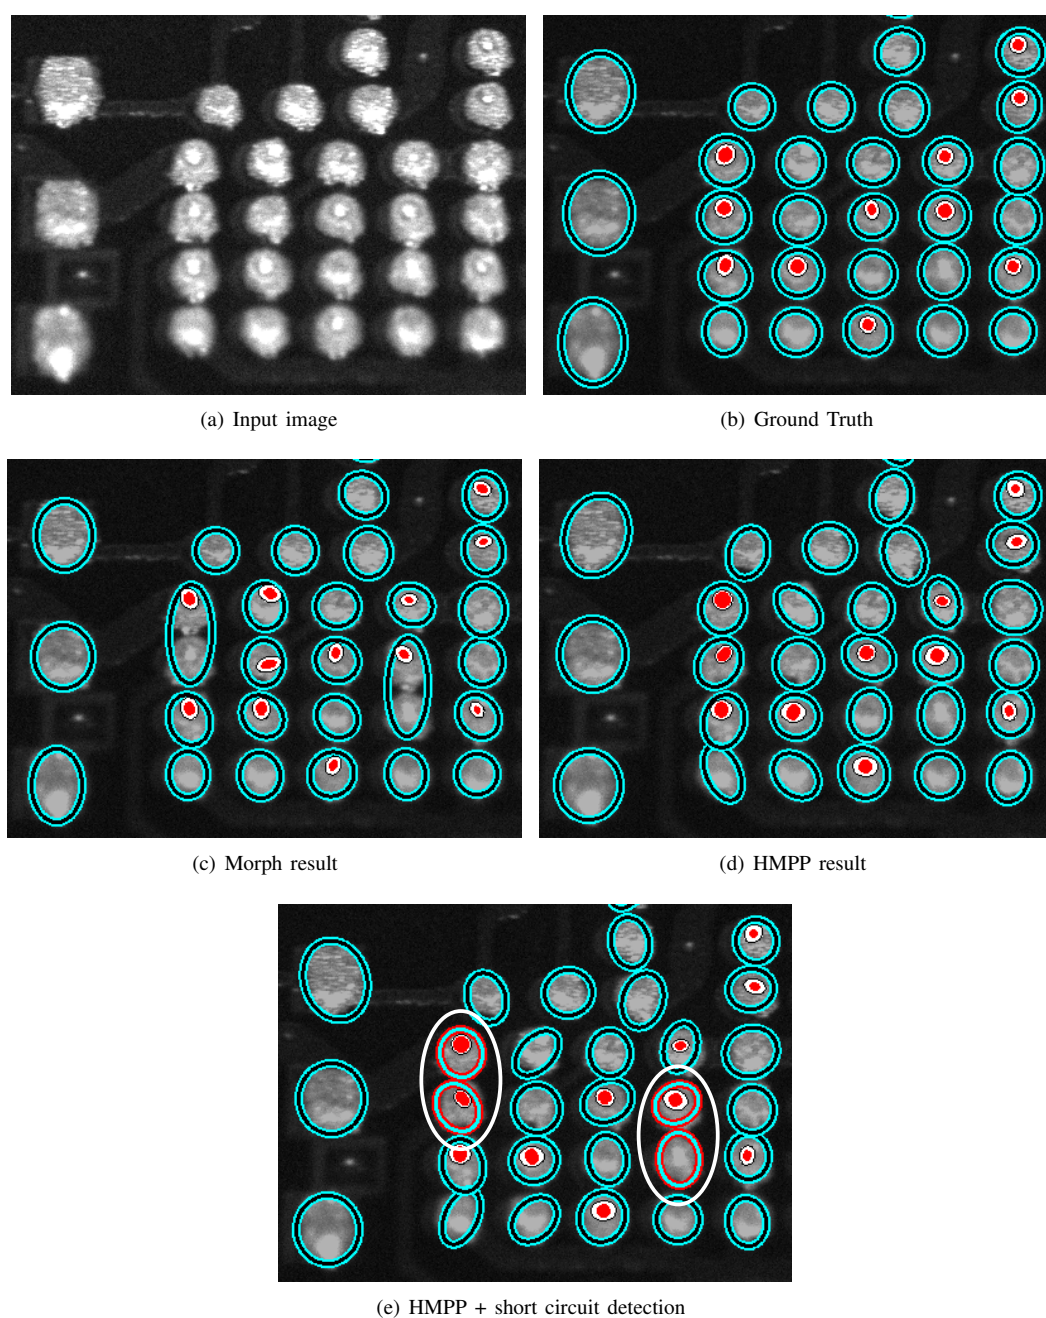 (a) Input image
(b) Ground Truth
(c) Morph result
(d) HMPP result
(e) HMPP + short circuit detection